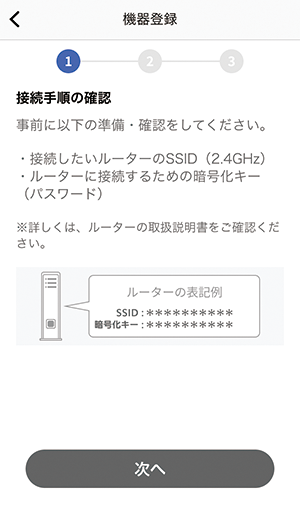 機器登録
1 2 3
接続手順の確認
事前に以下の準備・確認をしてください。
・接続したいルーターのSSID（2.4GHz）
・ルーターに接続するための暗号化キー
（パスワード）
※詳しくは、ルーターの取扱説明書をご確認くだ
さい。
ルーターの表記例
SSID：＊＊＊＊＊＊＊＊＊＊
暗号化キー：＊＊＊＊＊＊＊＊＊＊
次へ